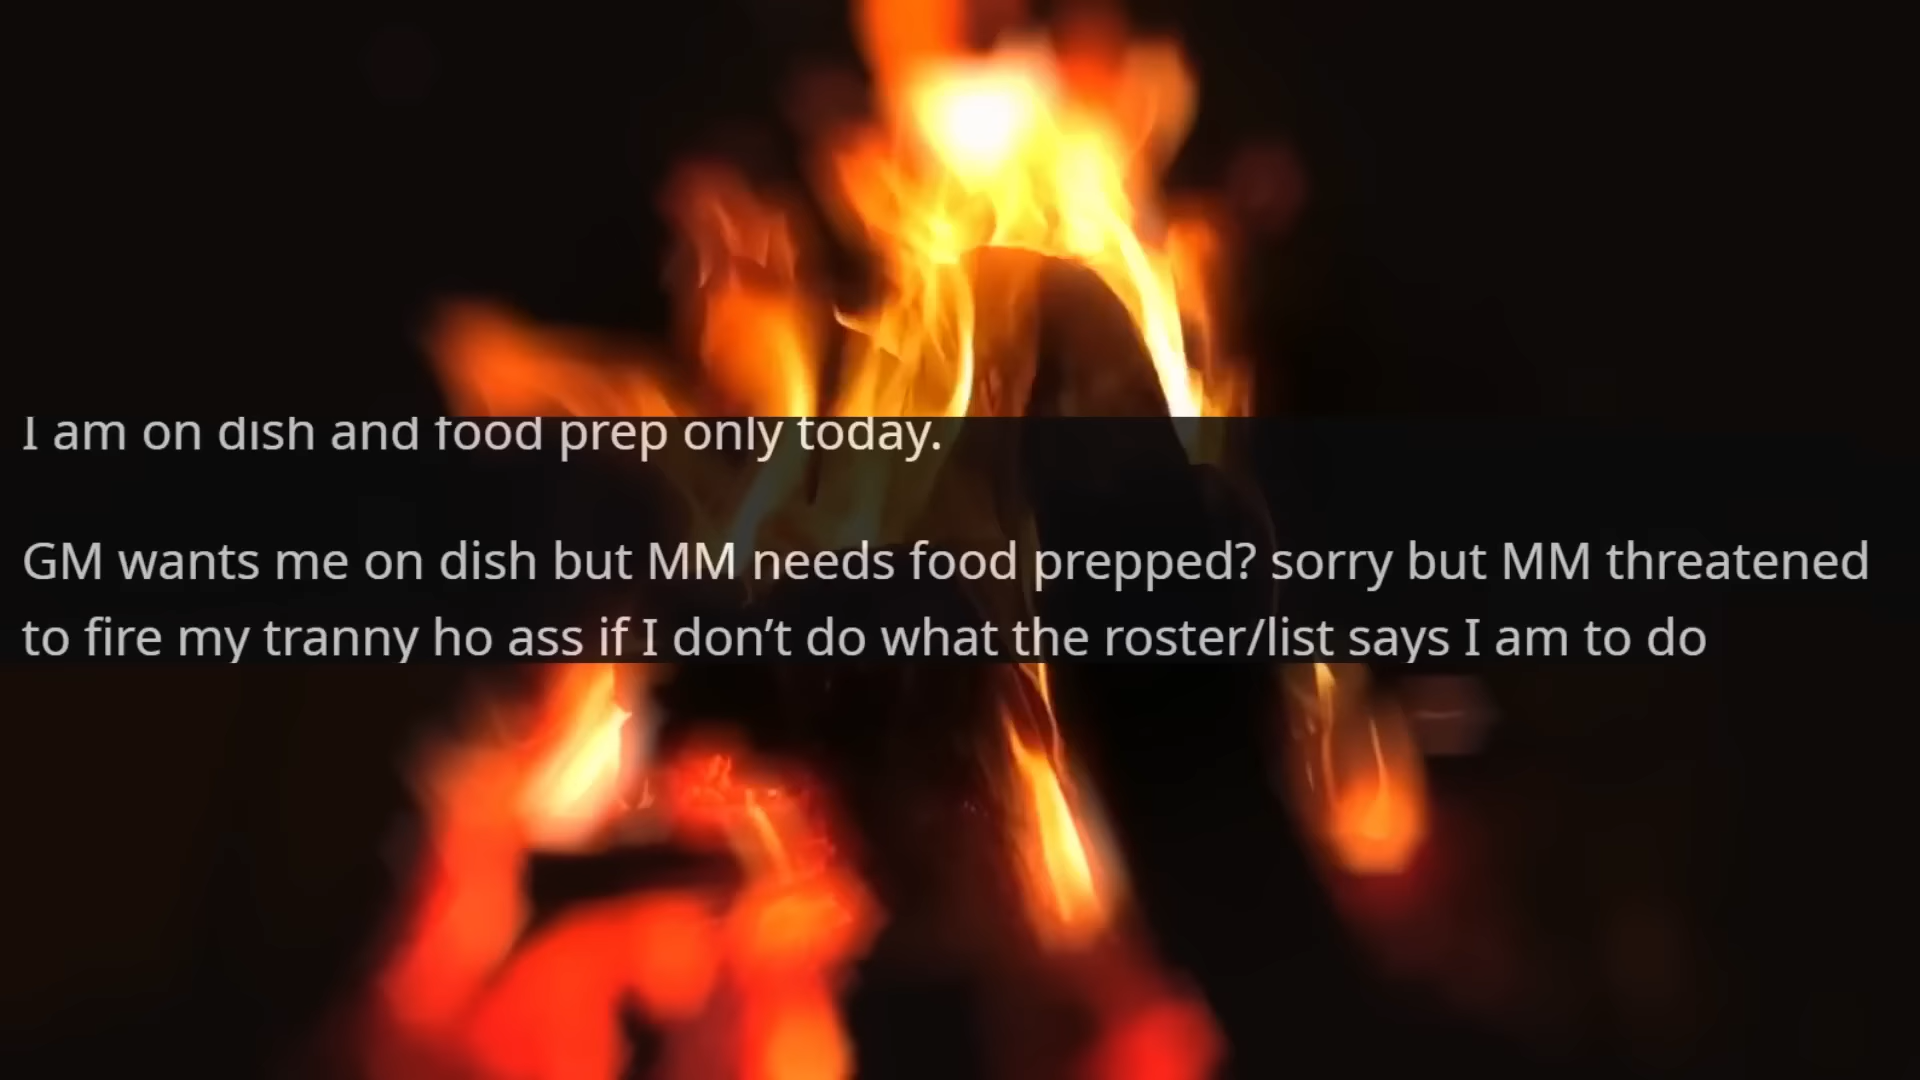 I am on dish and food prep only today.
GM wants me on dish but MM needs food prepped? sorry but MM threatened
to fire my tranny ho ass if I don’t do what the roster/list says I am to do